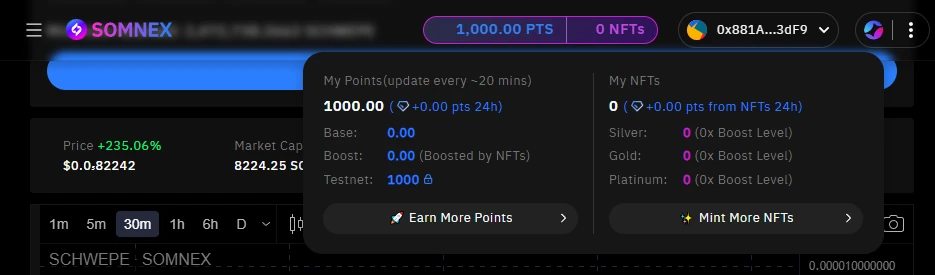 SOMNEX
1,000.00 PTS 0 NFTs
0x881A...3dF9
My Points(update every ~20 mins)
1000.00 ( +0.00 pts 24h)
Base: 0.00
Boost: 0.00 (Boosted by NFTs)
Testnet: 1000
Earn More Points
My NFTs
0 ( +0.00 pts from NFTs 24h)
Silver: 0 (0x Boost Level)
Gold: 0 (0x Boost Level)
Platinum: 0 (0x Boost Level)
Mint More NFTs
Price +235.06%
$0.0₅82242
Market Cap
8224.25 SO
1m 5m 30m 1h 6h D
SCHWEPE SOMNEX
0.000010000000